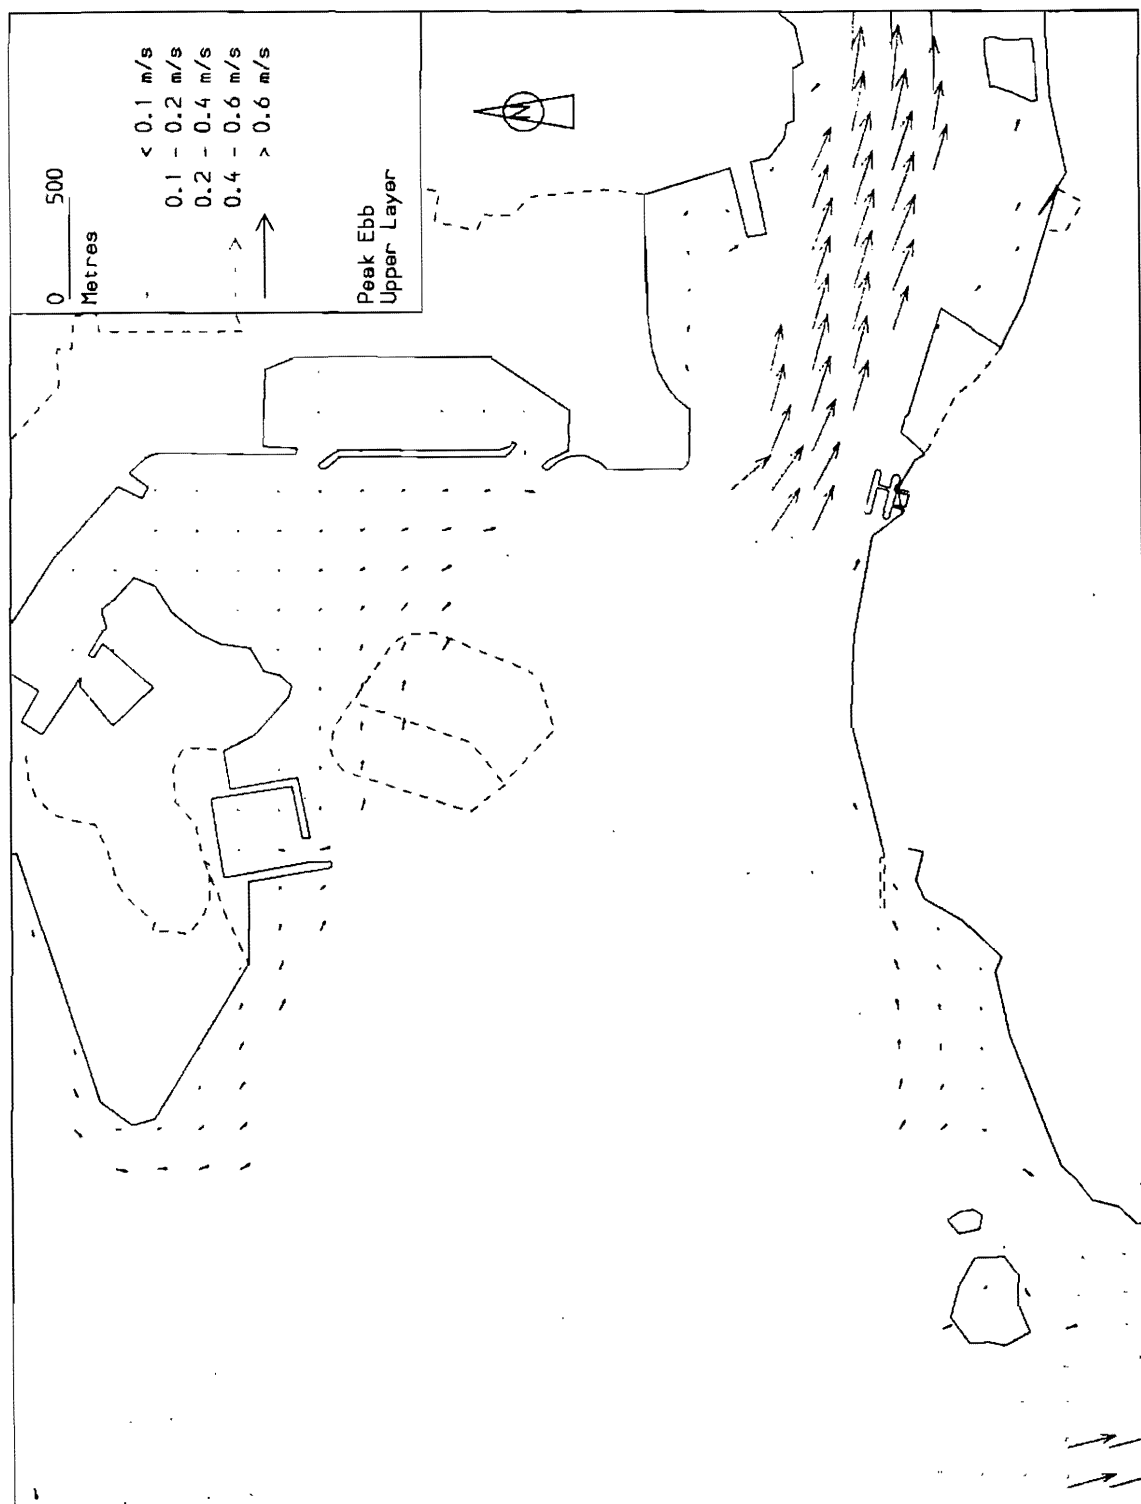 0 500
Metres
< 0.1 m/s
0.1 - 0.2 m/s
0.2 - 0.4 m/s
0.4 - 0.6 m/s
> 0.6 m/s
Peak Ebb
Upper Layer
N